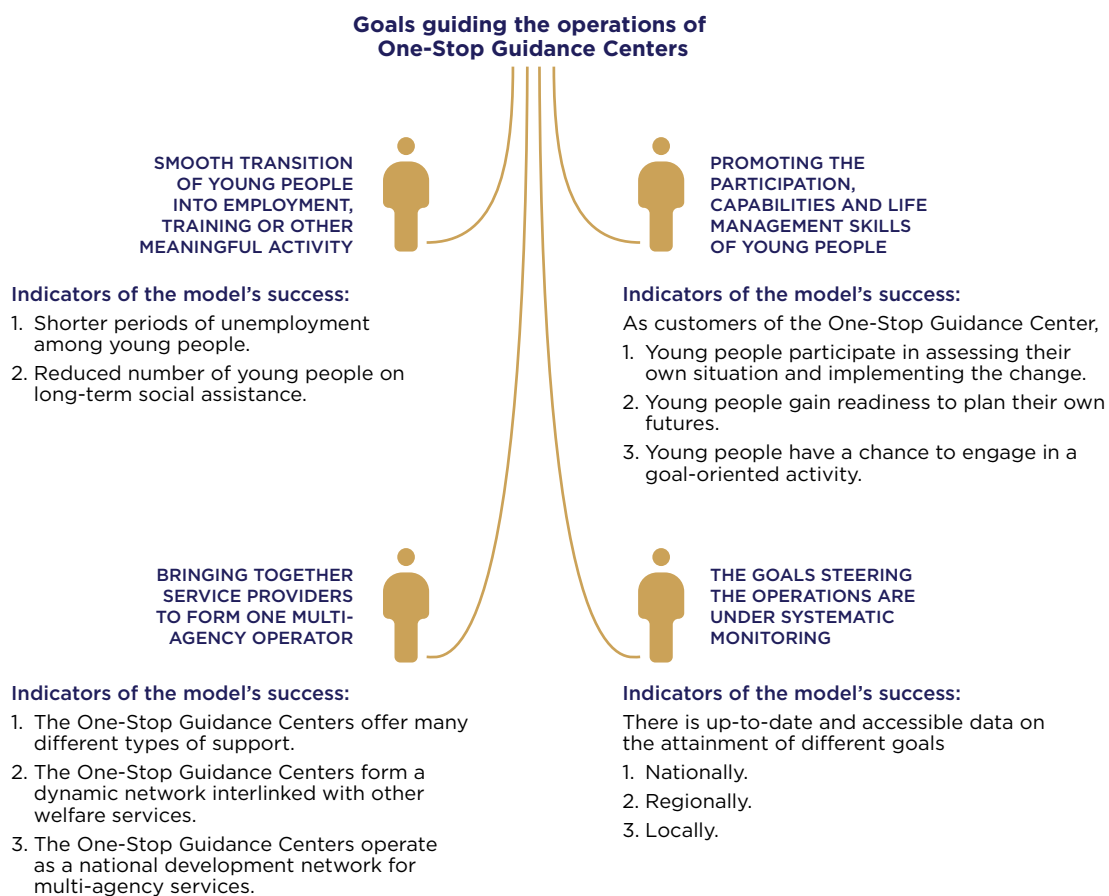 Goals guiding the operations of
One-Stop Guidance Centers
SMOOTH TRANSITION
OF YOUNG PEOPLE
INTO EMPLOYMENT,
TRAINING OR OTHER
MEANINGFUL ACTIVITY
Indicators of the model's success:
1. Shorter periods of unemployment
among young people.
2. Reduced number of young people on
long-term social assistance.
PROMOTING THE
PARTICIPATION,
CAPABILITIES AND LIFE
MANAGEMENT SKILLS
OF YOUNG PEOPLE
Indicators of the model's success:
As customers of the One-Stop Guidance Center,
1. Young people participate in assessing their
own situation and implementing the change.
2. Young people gain readiness to plan their own
futures.
3. Young people have a chance to engage in a
goal-oriented activity.
BRINGING TOGETHER
SERVICE PROVIDERS
TO FORM ONE MULTI-
AGENCY OPERATOR
Indicators of the model's success:
1. The One-Stop Guidance Centers offer many
different types of support.
2. The One-Stop Guidance Centers form a
dynamic network interlinked with other
welfare services.
3. The One-Stop Guidance Centers operate
as a national development network for
multi-agency services.
THE GOALS STEERING
THE OPERATIONS ARE
UNDER SYSTEMATIC
MONITORING
Indicators of the model's success:
There is up-to-date and accessible data on
the attainment of different goals
1. Nationally.
2. Regionally.
3. Locally.